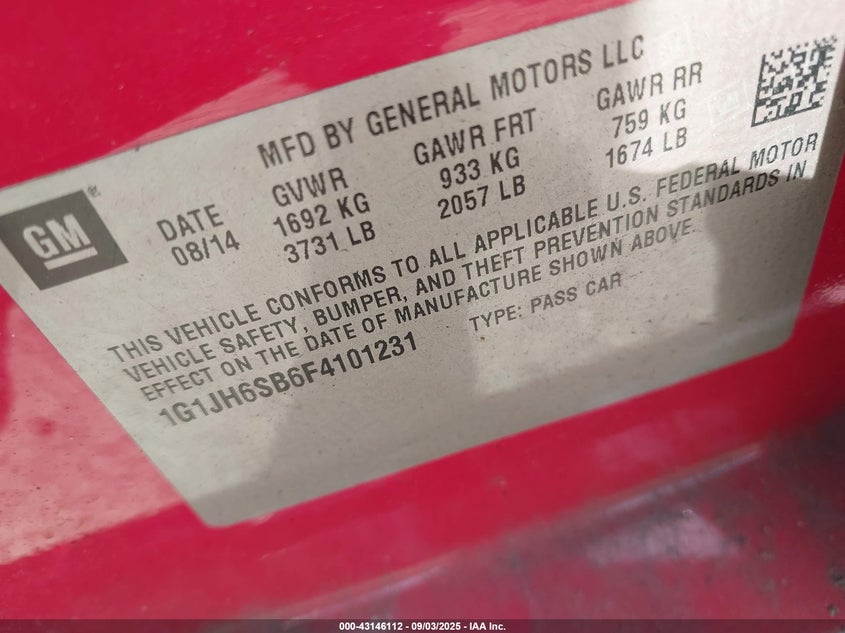 MFD BY GENERAL MOTORS LLC
GM®
DATE GVWR GAWR FRT GAWR RR
08/14 1692 KG 933 KG 759 KG
3731 LB 2057 LB 1674 LB
THIS VEHICLE CONFORMS TO ALL APPLICABLE U.S. FEDERAL MOTOR
VEHICLE SAFETY, BUMPER, AND THEFT PREVENTION STANDARDS IN
EFFECT ON THE DATE OF MANUFACTURE SHOWN ABOVE.
1G1JH6SB6F4101231 TYPE: PASS CAR
000-43146112 - 09/03/2025 - IAA Inc.